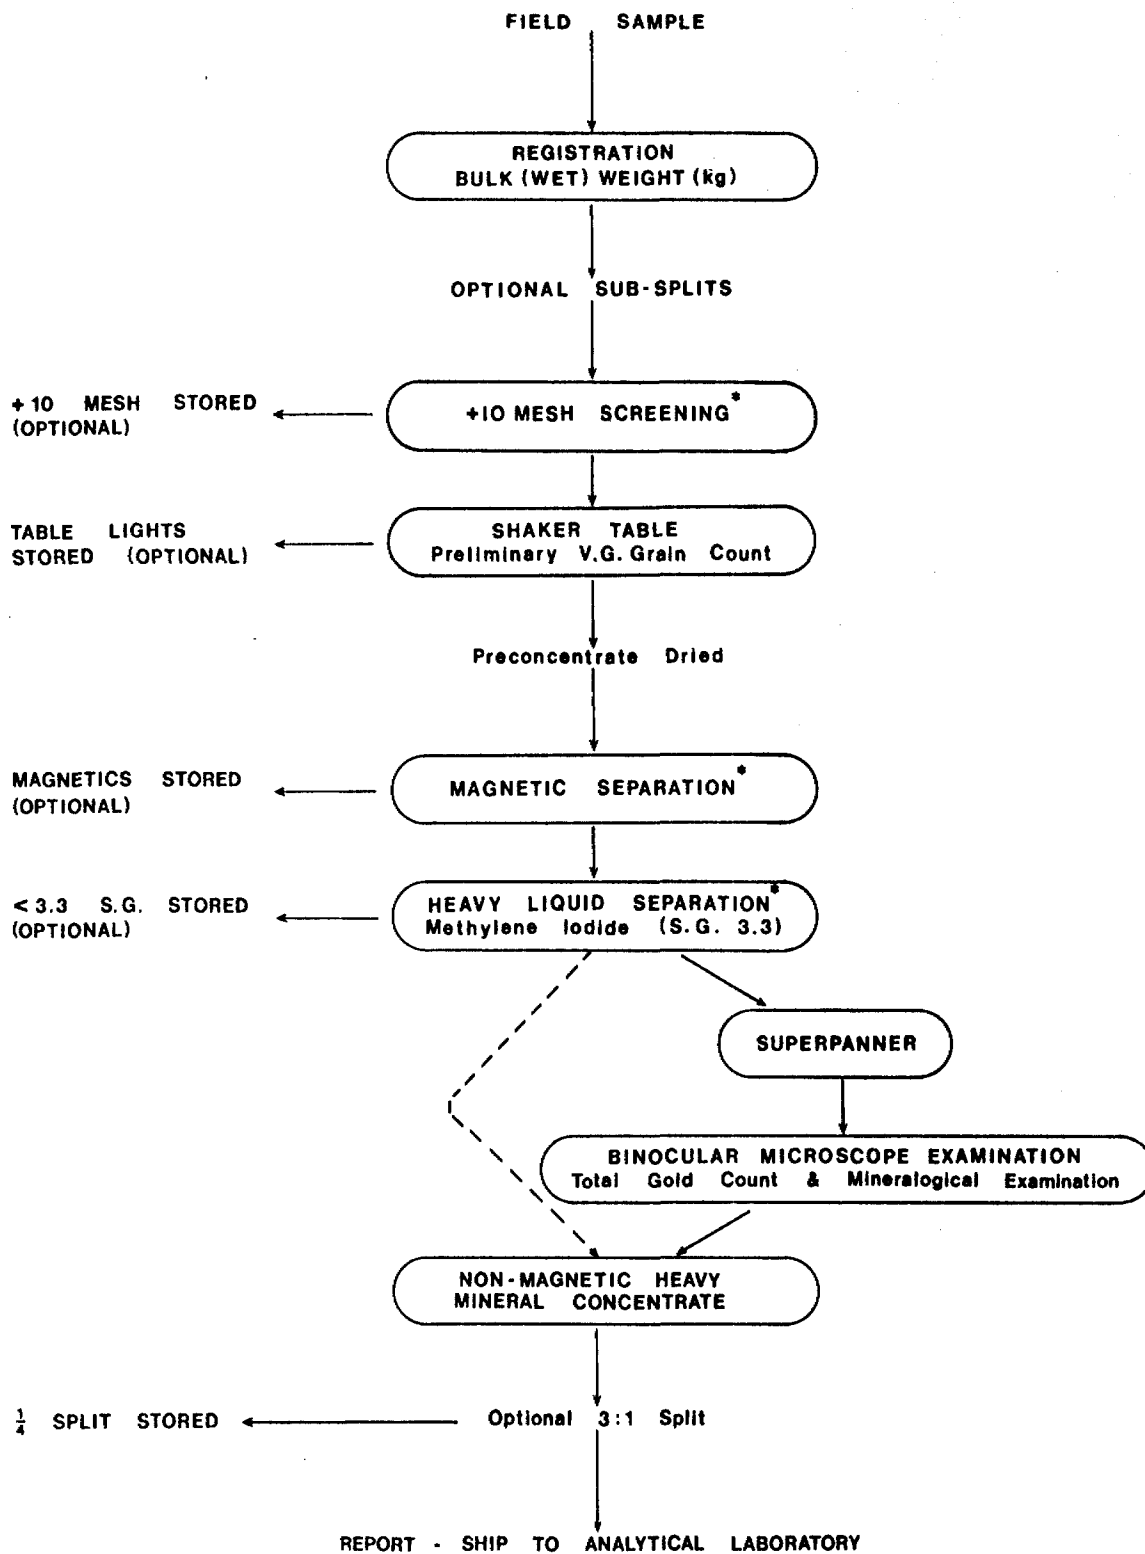 FIELD SAMPLE
REGISTRATION
BULK (WET) WEIGHT (kg)
OPTIONAL SUB-SPLITS
+10 MESH STORED
(OPTIONAL)
+10 MESH SCREENING*
TABLE LIGHTS
STORED (OPTIONAL)
SHAKER TABLE
Preliminary V.G. Grain Count
Preconcentrate Dried
MAGNETICS STORED
(OPTIONAL)
MAGNETIC SEPARATION*
< 3.3 S.G. STORED
(OPTIONAL)
HEAVY LIQUID SEPARATION*
Methylene Iodide (S.G. 3.3)
SUPERPANNER
BINOCULAR MICROSCOPE EXAMINATION
Total Gold Count & Mineralogical Examination
NON-MAGNETIC HEAVY
MINERAL CONCENTRATE
1/4 SPLIT STORED
Optional 3:1 Split
REPORT - SHIP TO ANALYTICAL LABORATORY